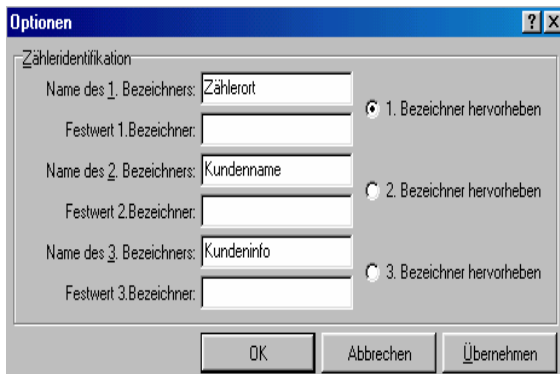 Optionen
Zähleridentifikation
Name des 1. Bezeichners: Zählerort
1. Bezeichner hervorheben
Festwert 1.Bezeichner:
Name des 2. Bezeichners: Kundenname
2. Bezeichner hervorheben
Festwert 2.Bezeichner:
Name des 3. Bezeichners: Kundeninfo
3. Bezeichner hervorheben
Festwert 3.Bezeichner:
OK Abbrechen Übernehmen